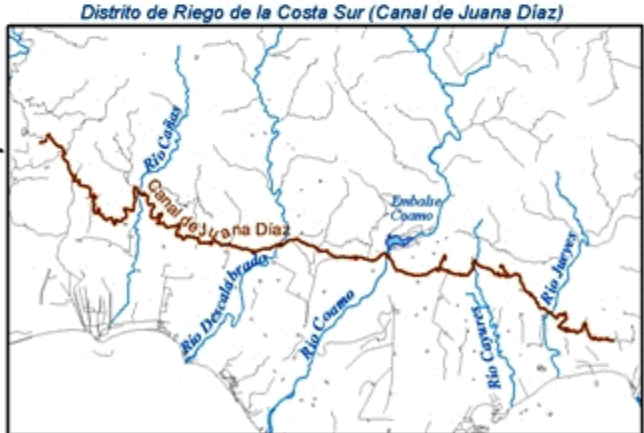 Distrito de Riego de la Costa Sur (Canal de Juana Díaz)
Río Cañas
Canal de Juana Díaz
Embalse
Coamo
Río Descalabrado
Río Coamo
Río Cayures
Río Jueyes